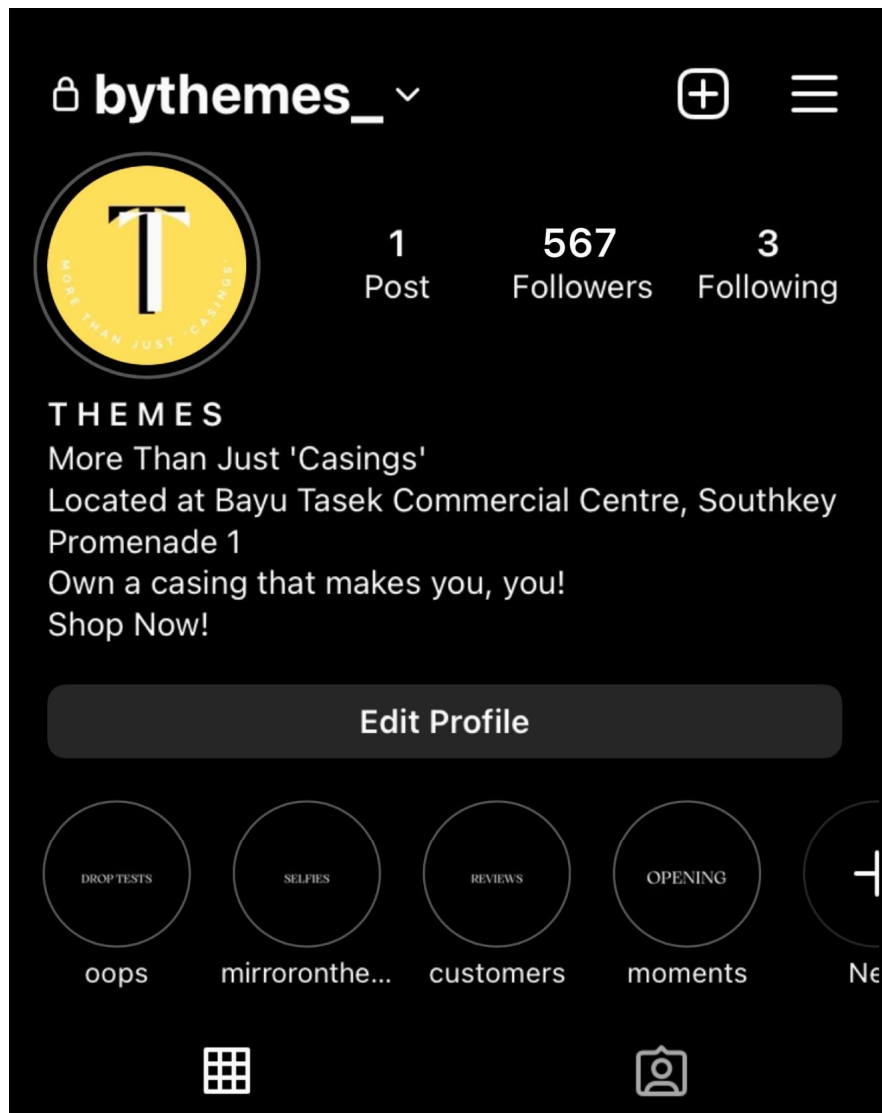 bythemes_
T
MORE THAN JUST 'CASINGS'
1 567 3
Post Followers Following
T H E M E S
More Than Just 'Casings'
Located at Bayu Tasek Commercial Centre, Southkey
Promenade 1
Own a casing that makes you, you!
Shop Now!
Edit Profile
DROP TESTS SELFIES REVIEWS OPENING
oops mirroronthe... customers moments Ne